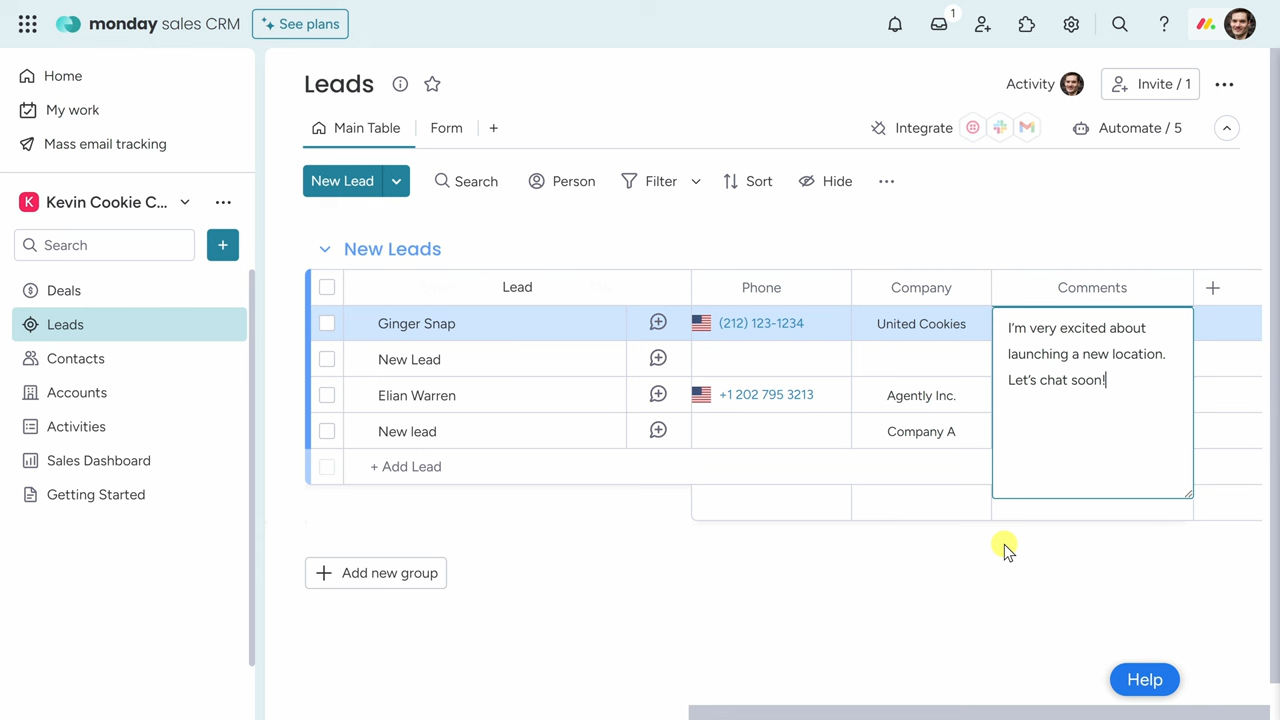 monday sales CRM
See plans
1
Home
My work
Mass email tracking
K Kevin Cookie C...
Search
Deals
Leads
Contacts
Accounts
Activities
Sales Dashboard
Getting Started
Leads
Activity
Invite / 1
Main Table
Form
Integrate
Automate / 5
New Lead
Search
Person
Filter
Sort
Hide
New Leads
Lead Phone Company Comments
Ginger Snap (212) 123-1234 United Cookies
I'm very excited about
launching a new location.
Let's chat soon!
New Lead
Elian Warren +1 202 795 3213 Agently Inc.
New lead Company A
+ Add Lead
Add new group
Help